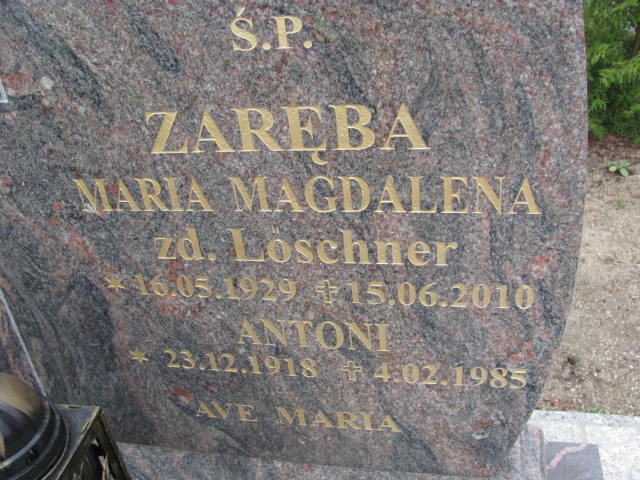 Ś.P.
ZARĘBA
MARIA MAGDALENA
zd. Löschner
* 16.05.1929 ✝ 15.06.2010
ANTONI
* 23.12.1918 ✝ 4.02.1985
AVE MARIA